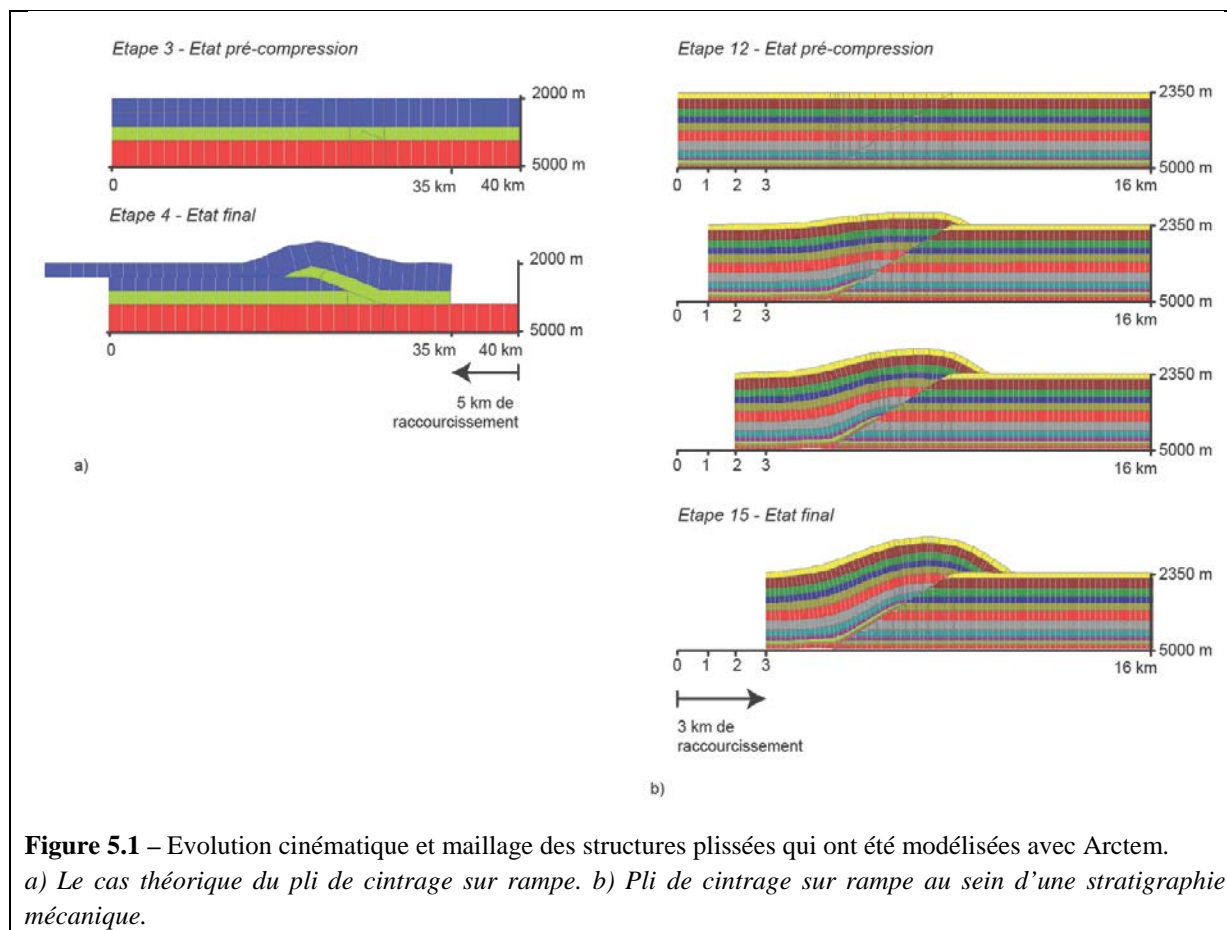 Etape 3 - Etat pré-compression
2000 m
5000 m
0
35 km
40 km
Etape 4 - Etat final
2000 m
5000 m
0
35 km
40 km
5 km de
raccourcissement
a)
Etape 12 - Etat pré-compression
2350 m
5000 m
0 1 2 3
16 km
2350 m
5000 m
0 1 2 3
16 km
2350 m
5000 m
0 1 2 3
16 km
Etape 15 - Etat final
2350 m
5000 m
0 1 2 3
16 km
3 km de
raccourcissement
b)
Figure 5.1 – Evolution cinématique et maillage des structures plissées qui ont été modélisées avec Arctem.
a) Le cas théorique du pli de cintrage sur rampe. b) Pli de cintrage sur rampe au sein d’une stratigraphie
mécanique.